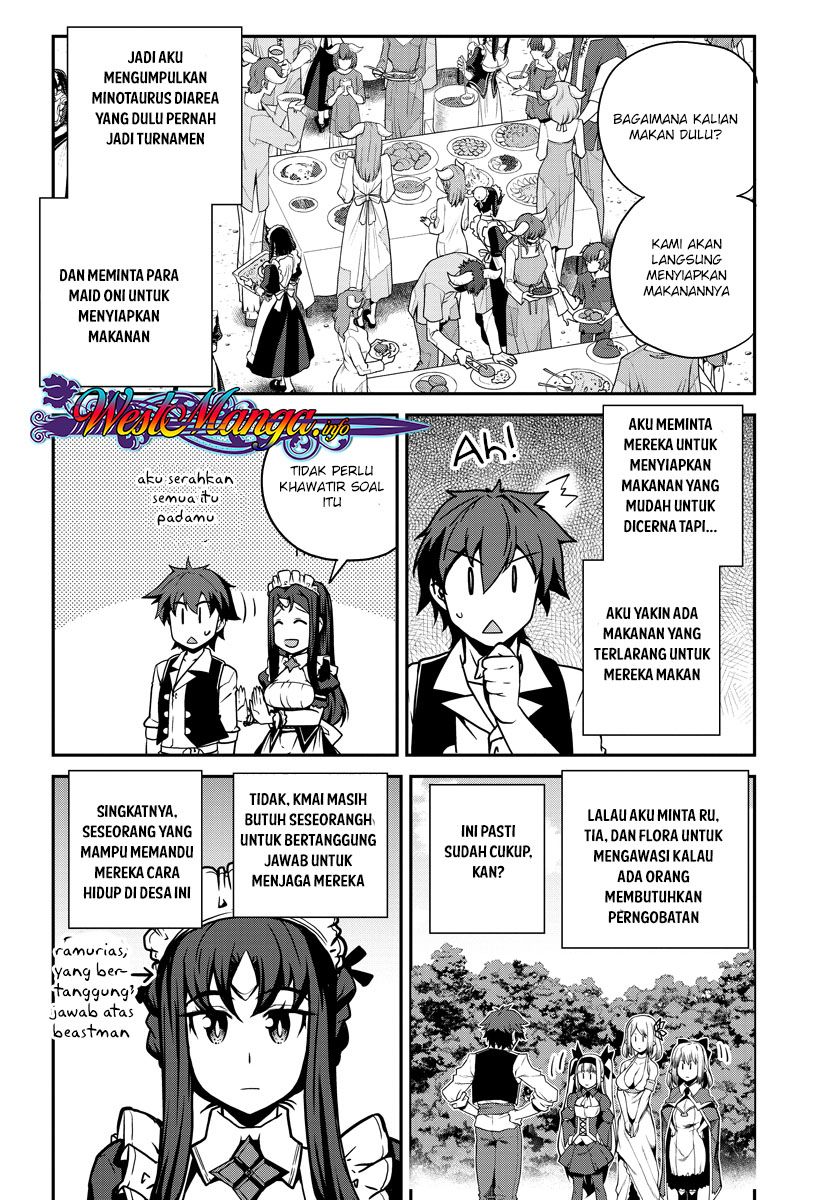 JADI AKU
MENGUMPULKAN
MINOTAURUS DIAREA
YANG DULU PERNAH
JADI TURNAMEN
BAGAIMANA KALIAN
MAKAN DULU?
KAMI AKAN
LANGSUNG
MENYIAPKAN
MAKANANNYA
DAN MEMINTA PARA
MAID ONI UNTUK
MENYIAPKAN
MAKANAN
WestManga.info
AKU MEMINTA
MEREKA UNTUK
MENYIAPKAN
MAKANAN YANG
MUDAH UNTUK
DICERNA TAPI...
Ah!
AKU YAKIN ADA
MAKANAN YANG
TERLARANG UNTUK
MEREKA MAKAN
TIDAK PERLU
KHAWATIR SOAL
ITU
aku serahkan
semua itu
padamu
LALAU AKU MINTA RU,
TIA, DAN FLORA UNTUK
MENGAWASI KALAU
ADA ORANG
MEMBUTUHKAN
PERNGOBATAN
INI PASTI
SUDAH CUKUP,
KAN?
TIDAK, KMAI MASIH
BUTUH SESEORANGH
UNTUK BERTANGGUNG
JAWAB UNTUK
MENJAGA MEREKA
SINGKATNYA,
SESEORANG YANG
MAMPU MEMANDU
MEREKA CARA
HIDUP DI DESA INI
ramurias,
yang ber-
tanggung
jawab atas
beastman